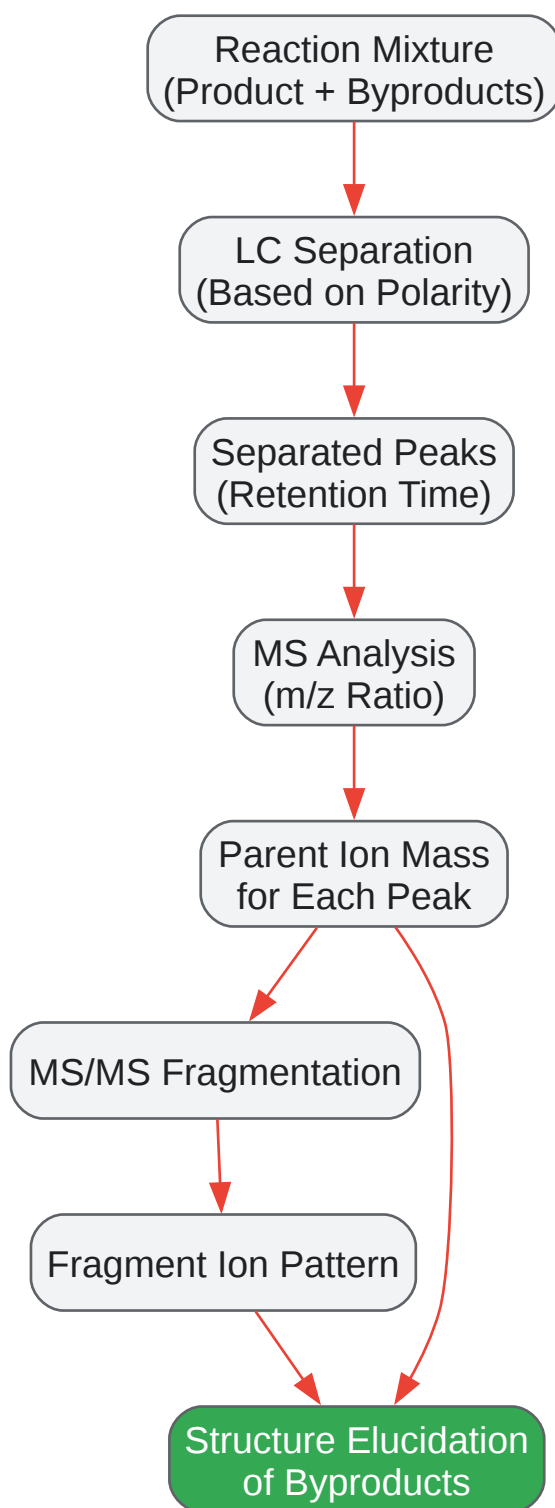 Reaction Mixture
(Product + Byproducts)
LC Separation
(Based on Polarity)
Separated Peaks
(Retention Time)
MS Analysis
(m/z Ratio)
Parent Ion Mass
for Each Peak
MS/MS Fragmentation
Fragment Ion Pattern
Structure Elucidation
of Byproducts